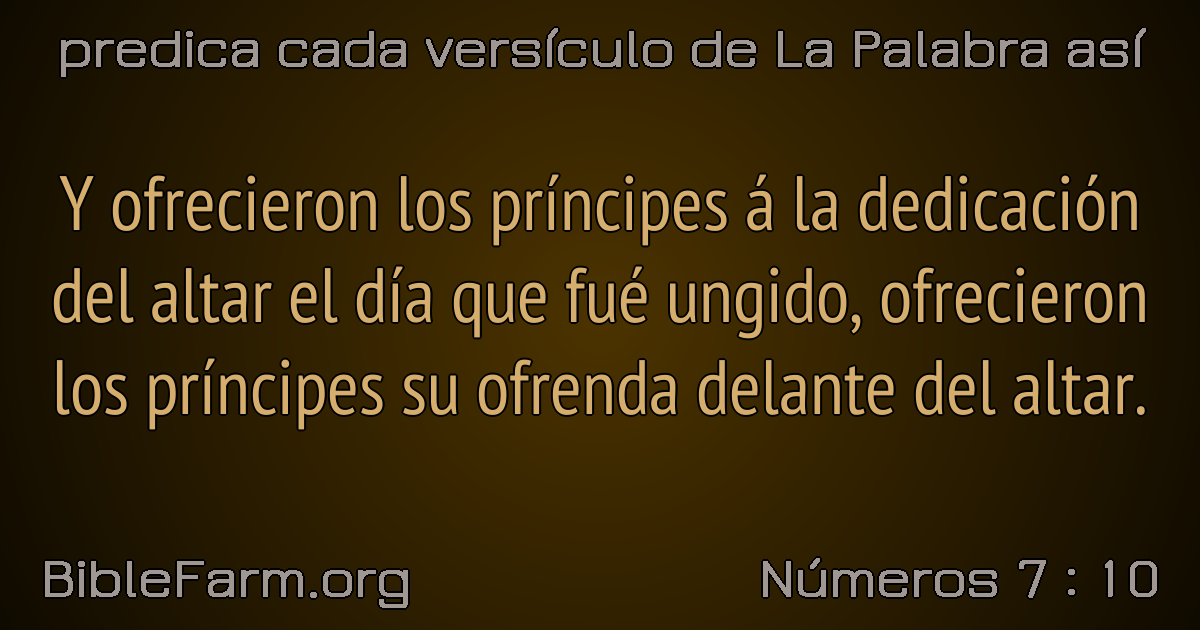 predica cada versículo de La Palabra así
Y ofrecieron los príncipes á la dedicación
del altar el día que fué ungido, ofrecieron
los príncipes su ofrenda delante del altar.
BibleFarm.org
Números 7 : 10